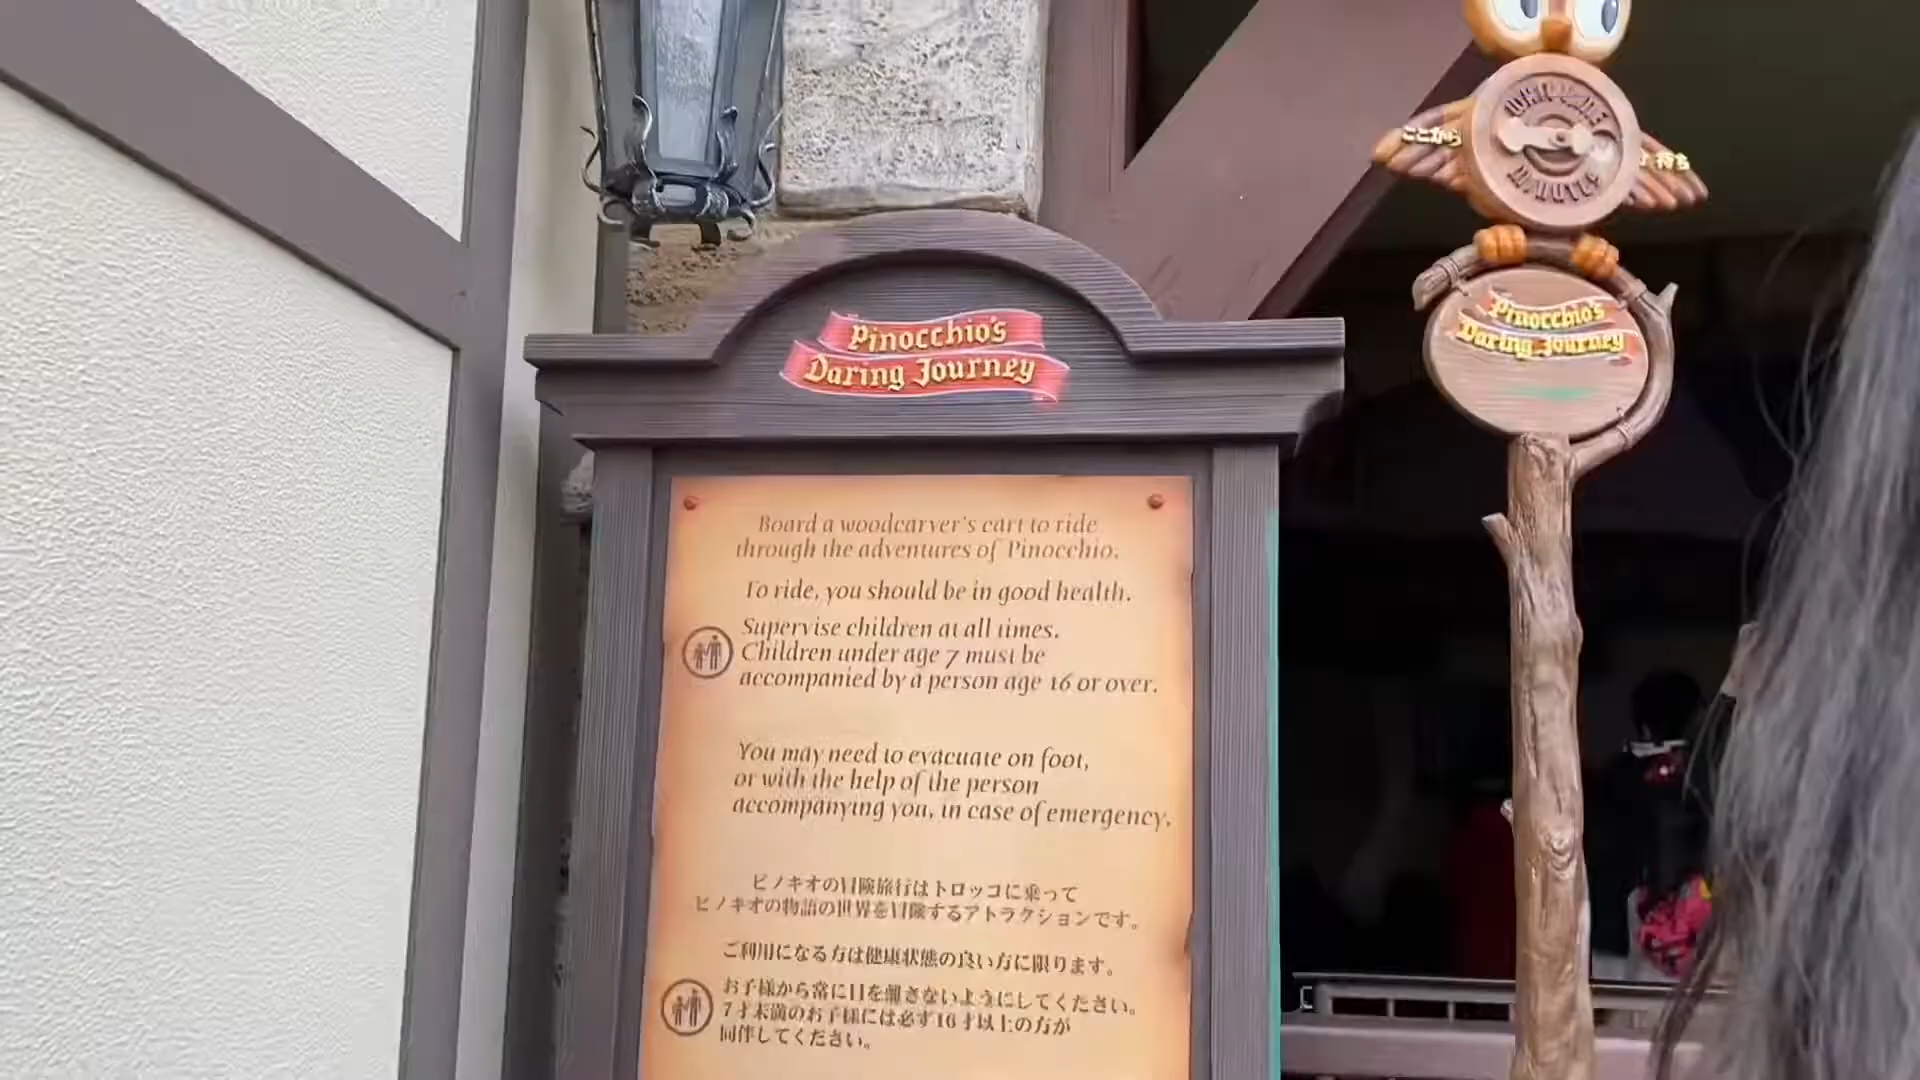 Pinocchio's
Daring Journey
Board a woodcarver's cart to ride
through the adventures of Pinocchio.
To ride, you should be in good health.
Supervise children at all times.
Children under age 7 must be
accompanied by a person age 16 or over.
You may need to evacuate on foot,
or with the help of the person
accompanying you, in case of emergency.
ピノキオの冒険旅行はトロッコに乗って
ピノキオの物語の世界を冒険するアトラクションです。
ご利用になる方は健康状態の良い方に限ります。
お子様から常に目を離さないようにしてください。
7才未満のお子様には必ず16才以上の方が
同伴してください。
ここから
待ち
MINUTES
Pinocchio's
Daring Journey